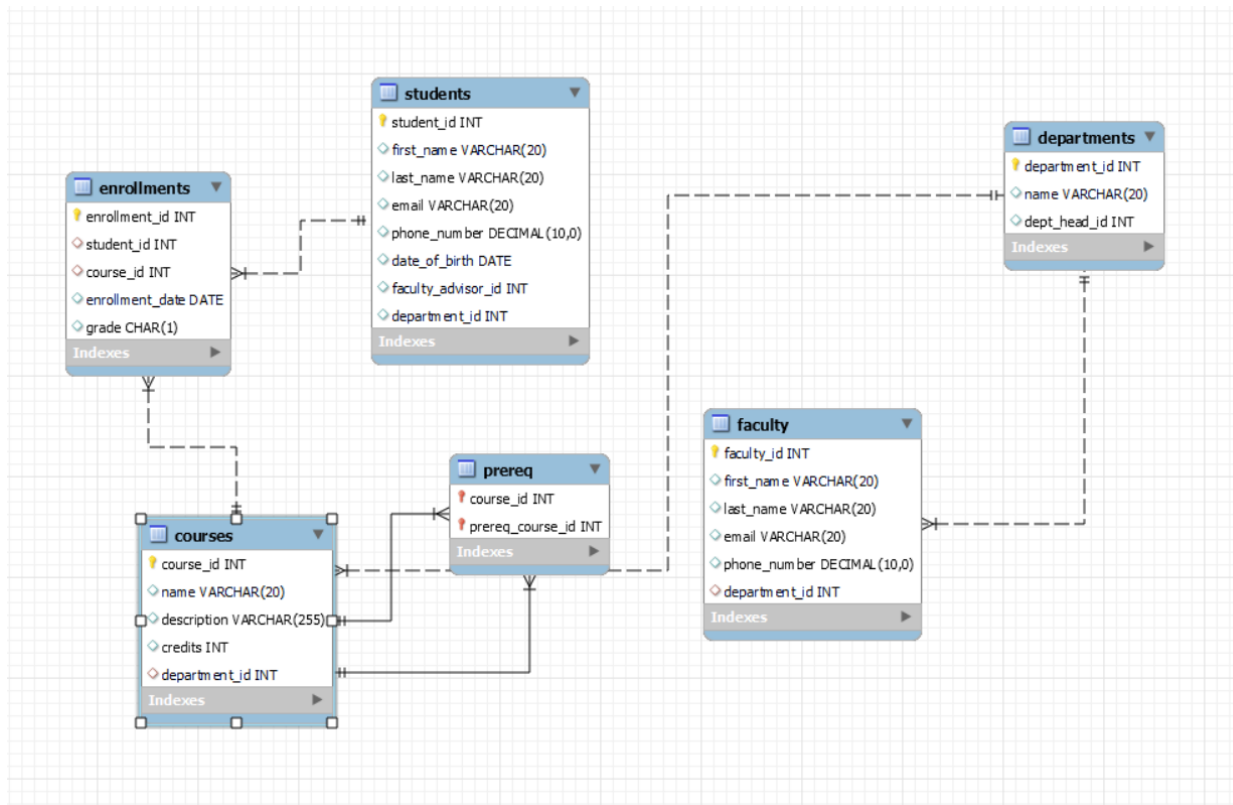 students
student_id INT
first_name VARCHAR(20)
last_name VARCHAR(20)
email VARCHAR(20)
phone_number DECIMAL(10,0)
date_of_birth DATE
faculty_advisor_id INT
department_id INT
Indexes
departments
department_id INT
name VARCHAR(20)
dept_head_id INT
Indexes
enrollments
enrollment_id INT
student_id INT
course_id INT
enrollment_date DATE
grade CHAR(1)
Indexes
faculty
faculty_id INT
first_name VARCHAR(20)
last_name VARCHAR(20)
email VARCHAR(20)
phone_number DECIMAL(10,0)
department_id INT
Indexes
prereq
course_id INT
prereq_course_id INT
Indexes
courses
course_id INT
name VARCHAR(20)
description VARCHAR(255)
credits INT
department_id INT
Indexes